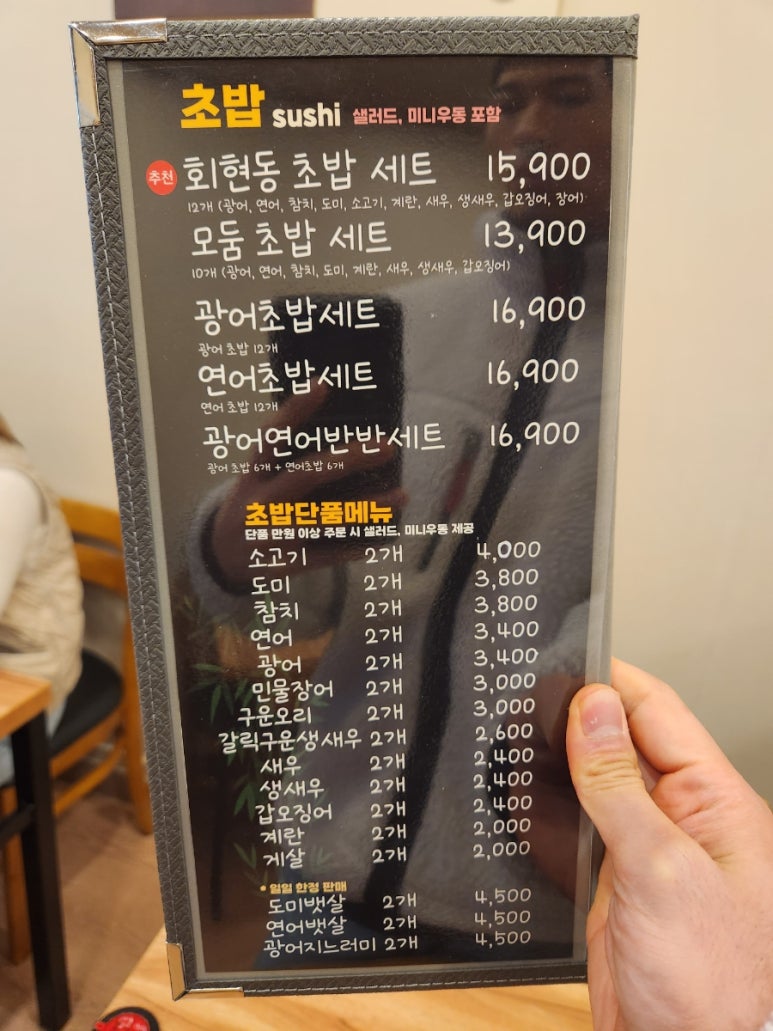 초밥 sushi 샐러드, 미니우동 포함
추천 회현동 초밥 세트 15,900
12개 (광어, 연어, 참치, 도미, 소고기, 계란, 새우, 생새우, 갑오징어, 장어)
모둠 초밥 세트 13,900
10개 (광어, 연어, 참치, 도미, 계란, 새우, 생새우, 갑오징어)
광어초밥세트 16,900
광어 초밥 12개
연어초밥세트 16,900
연어 초밥 12개
광어연어반반세트 16,900
광어 초밥 6개 + 연어초밥 6개
초밥단품메뉴
단품 만원 이상 주문 시 샐러드, 미니우동 제공
소고기 2개 4,000
도미 2개 3,800
참치 2개 3,800
연어 2개 3,400
광어 2개 3,400
민물장어 2개 3,000
구운오리 2개 3,000
갈릭구운생새우 2개 2,600
새우 2개 2,400
생새우 2개 2,400
갑오징어 2개 2,400
계란 2개 2,000
게살 2개 2,000
• 일일 한정 판매
도미뱃살 2개 4,500
연어뱃살 2개 4,500
광어지느러미 2개 4,500